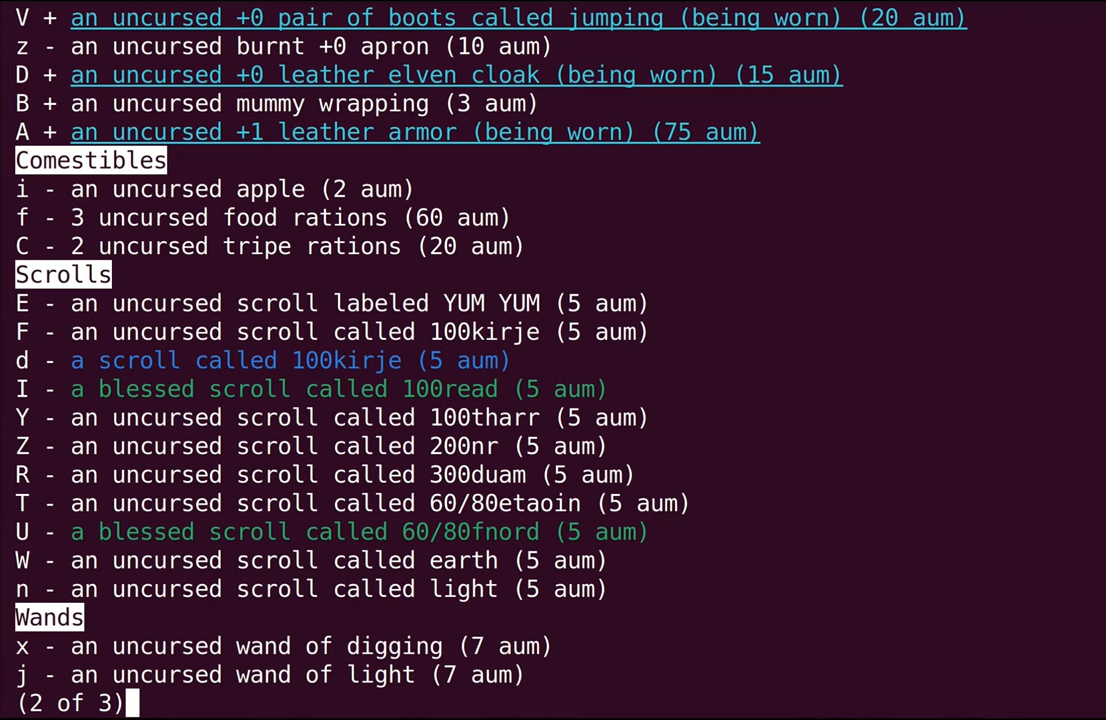 V + an uncursed +0 pair of boots called jumping (being worn) (20 aum)
z - an uncursed burnt +0 apron (10 aum)
D + an uncursed +0 leather elven cloak (being worn) (15 aum)
B + an uncursed mummy wrapping (3 aum)
A + an uncursed +1 leather armor (being worn) (75 aum)
Comestibles
i - an uncursed apple (2 aum)
f - 3 uncursed food rations (60 aum)
C - 2 uncursed tripe rations (20 aum)
Scrolls
E - an uncursed scroll labeled YUM YUM (5 aum)
F - an uncursed scroll called 100kirje (5 aum)
d - a scroll called 100kirje (5 aum)
I - a blessed scroll called 100read (5 aum)
Y - an uncursed scroll called 100tharr (5 aum)
Z - an uncursed scroll called 200nr (5 aum)
R - an uncursed scroll called 300duam (5 aum)
T - an uncursed scroll called 60/80etaoin (5 aum)
U - a blessed scroll called 60/80fnord (5 aum)
W - an uncursed scroll called earth (5 aum)
n - an uncursed scroll called light (5 aum)
Wands
x - an uncursed wand of digging (7 aum)
j - an uncursed wand of light (7 aum)
(2 of 3)